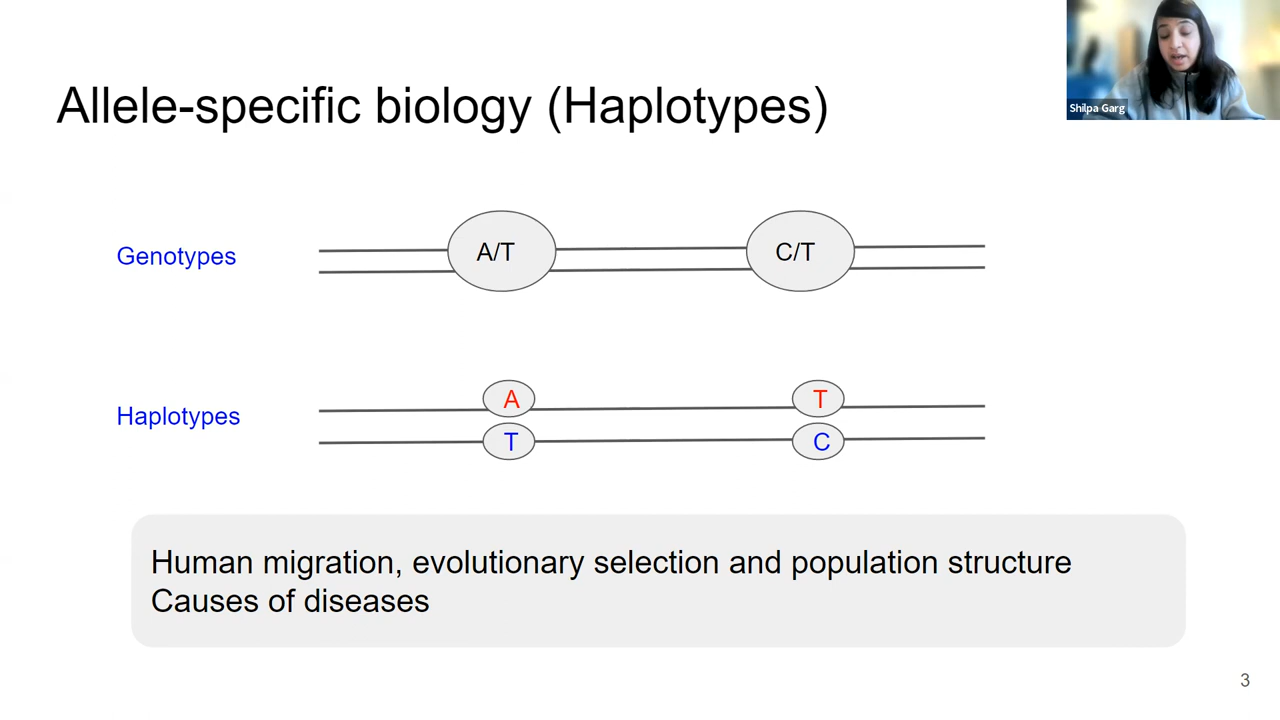 Shilpa Garg
Allele-specific biology (Haplotypes)
Genotypes
A/T
C/T
Haplotypes
A
T
T
C
Human migration, evolutionary selection and population structure
Causes of diseases
3